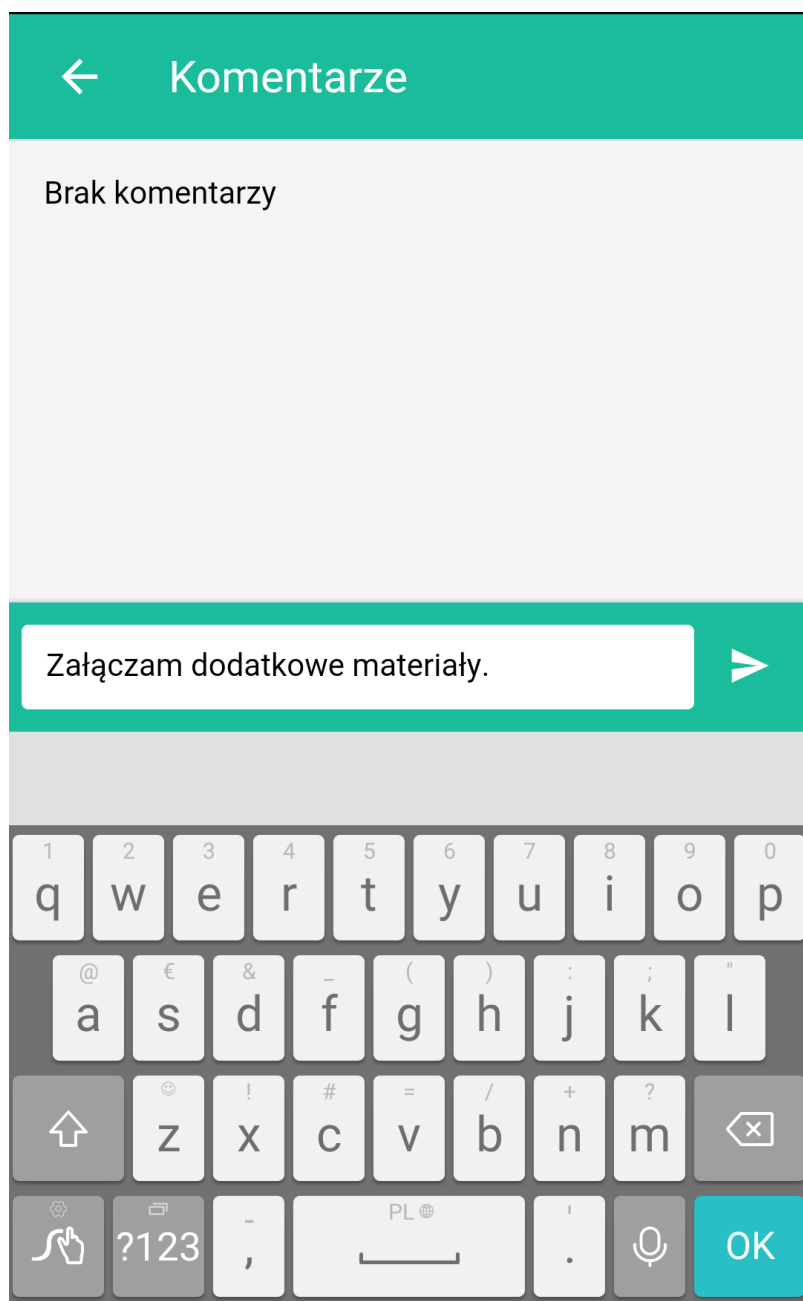 Komentarze
Brak komentarzy
Załączam dodatkowe materiały.
1 2 3 4 5 6 7 8 9 0
q w e r t y u i o p
@ € & _ ( ) : ; "
a s d f g h j k l
! # = / + ?
z x c v b n m
- PL '
?123 , . OK